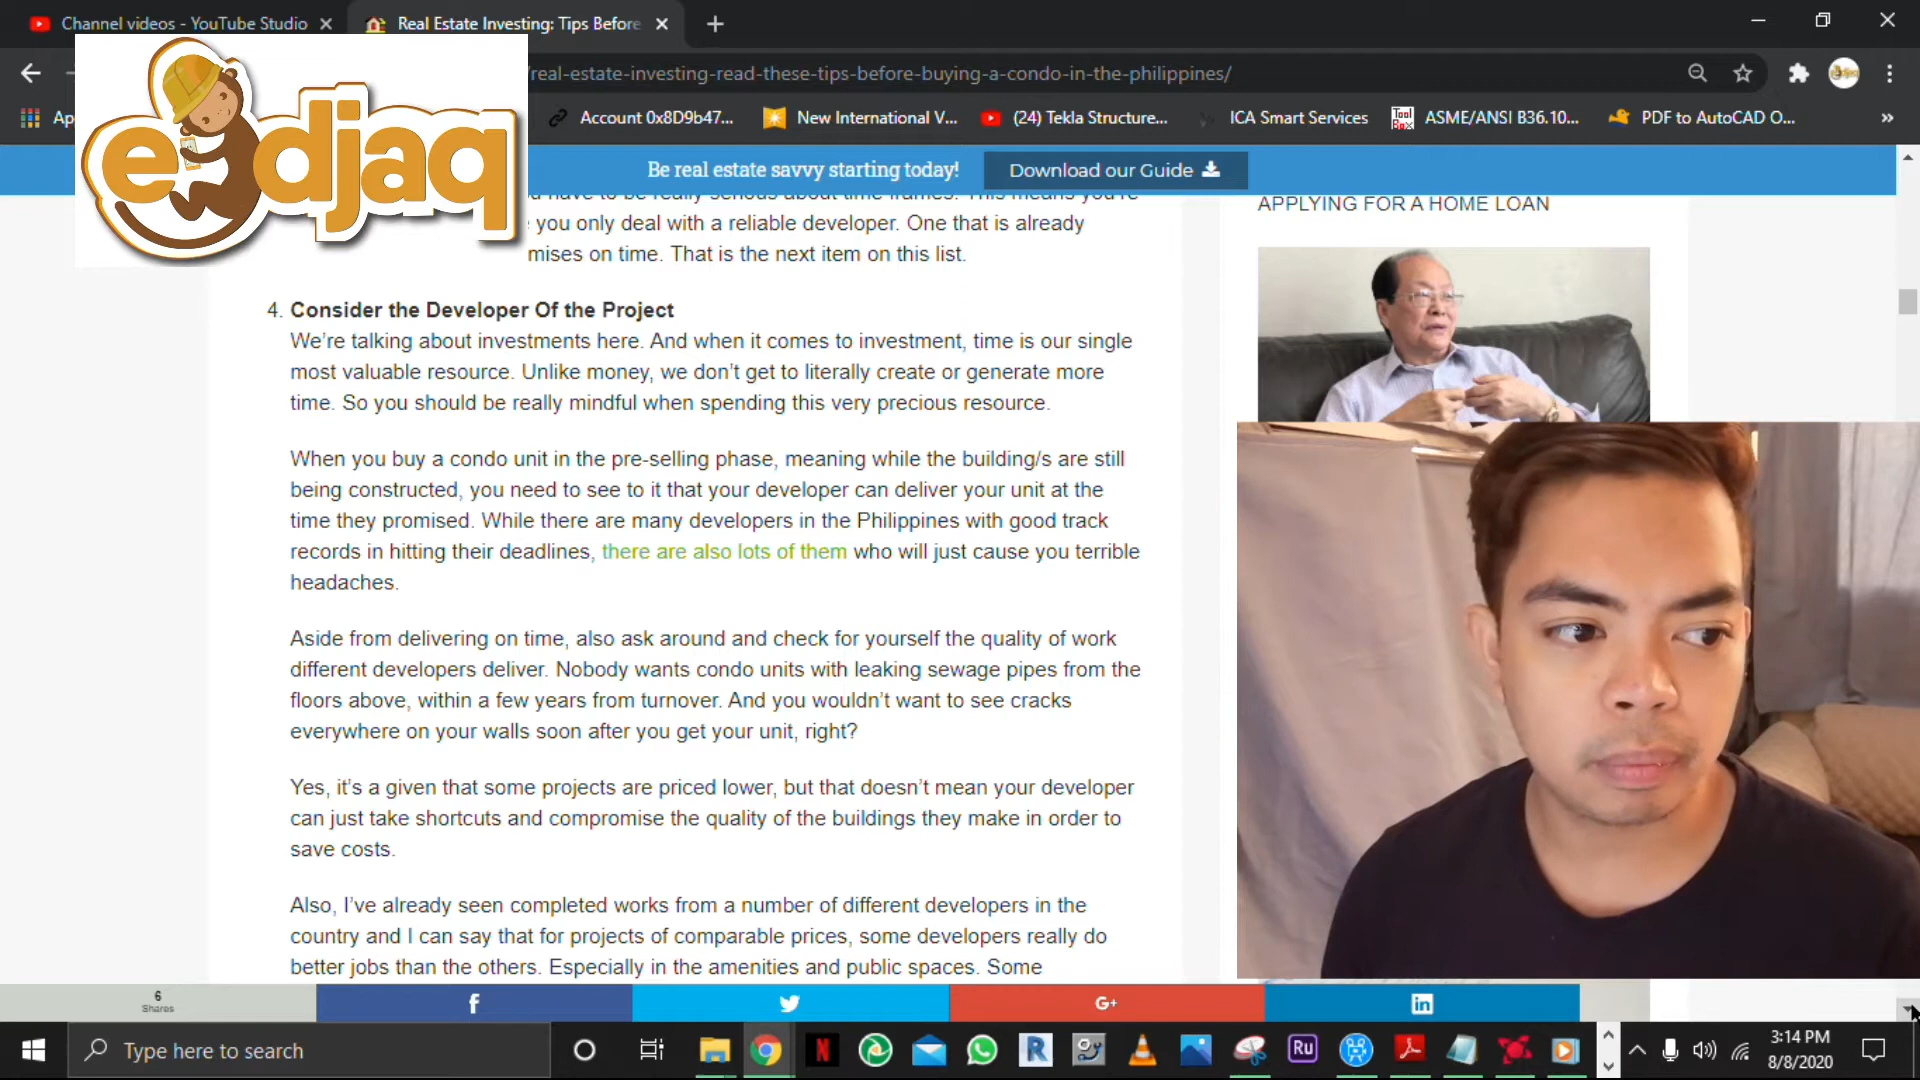 Channel videos - YouTube Studio
Real Estate Investing: Tips Before
/real-estate-investing-read-these-tips-before-buying-a-condo-in-the-philippines/
Account 0x8D9b47...
New International V...
(24) Tekla Structure...
ICA Smart Services
Tool Box
ASME/ANSI B36.10...
PDF to AutoCAD O...
»
e djaq
Be real estate savvy starting today!
Download our Guide
you only deal with a reliable developer. One that is already
mises on time. That is the next item on this list.
4. Consider the Developer Of the Project
We're talking about investments here. And when it comes to investment, time is our single
most valuable resource. Unlike money, we don't get to literally create or generate more
time. So you should be really mindful when spending this very precious resource.
When you buy a condo unit in the pre-selling phase, meaning while the building/s are still
being constructed, you need to see to it that your developer can deliver your unit at the
time they promised. While there are many developers in the Philippines with good track
records in hitting their deadlines, there are also lots of them who will just cause you terrible
headaches.
Aside from delivering on time, also ask around and check for yourself the quality of work
different developers deliver. Nobody wants condo units with leaking sewage pipes from the
floors above, within a few years from turnover. And you wouldn't want to see cracks
everywhere on your walls soon after you get your unit, right?
Yes, it's a given that some projects are priced lower, but that doesn't mean your developer
can just take shortcuts and compromise the quality of the buildings they make in order to
save costs.
Also, I've already seen completed works from a number of different developers in the
country and I can say that for projects of comparable prices, some developers really do
better jobs than the others. Especially in the amenities and public spaces. Some
APPLYING FOR A HOME LOAN
6
Shares
f
G+
in
Type here to search
N
R
Ru
3:14 PM
8/8/2020